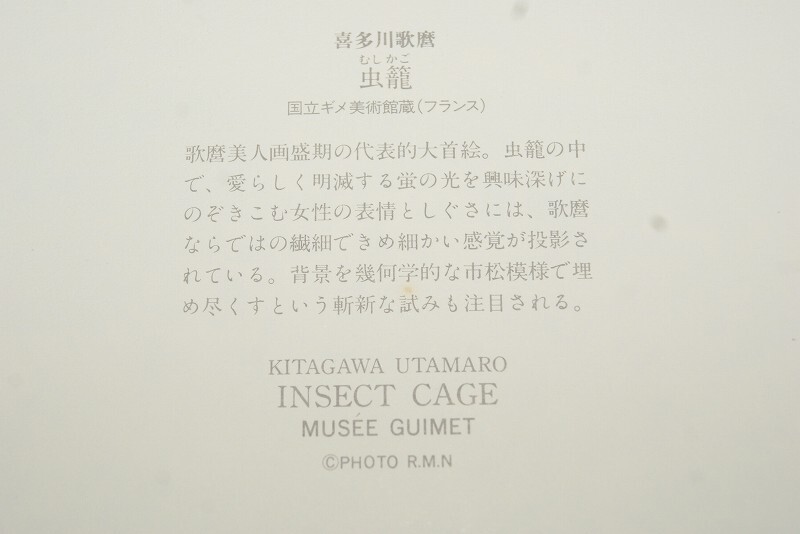 喜多川歌麿
むしかご
虫籠
国立ギメ美術館蔵(フランス)
歌麿美人画盛期の代表的大首絵。虫籠の中
で、愛らしく明滅する蛍の光を興味深げに
のぞきこむ女性の表情としぐさには、歌麿
ならではの繊細できめ細かい感覚が投影さ
れている。背景を幾何学的な市松模様で埋
め尽くすという斬新な試みも注目される。
KITAGAWA UTAMARO
INSECT CAGE
MUSÉE GUIMET
©PHOTO R.M.N